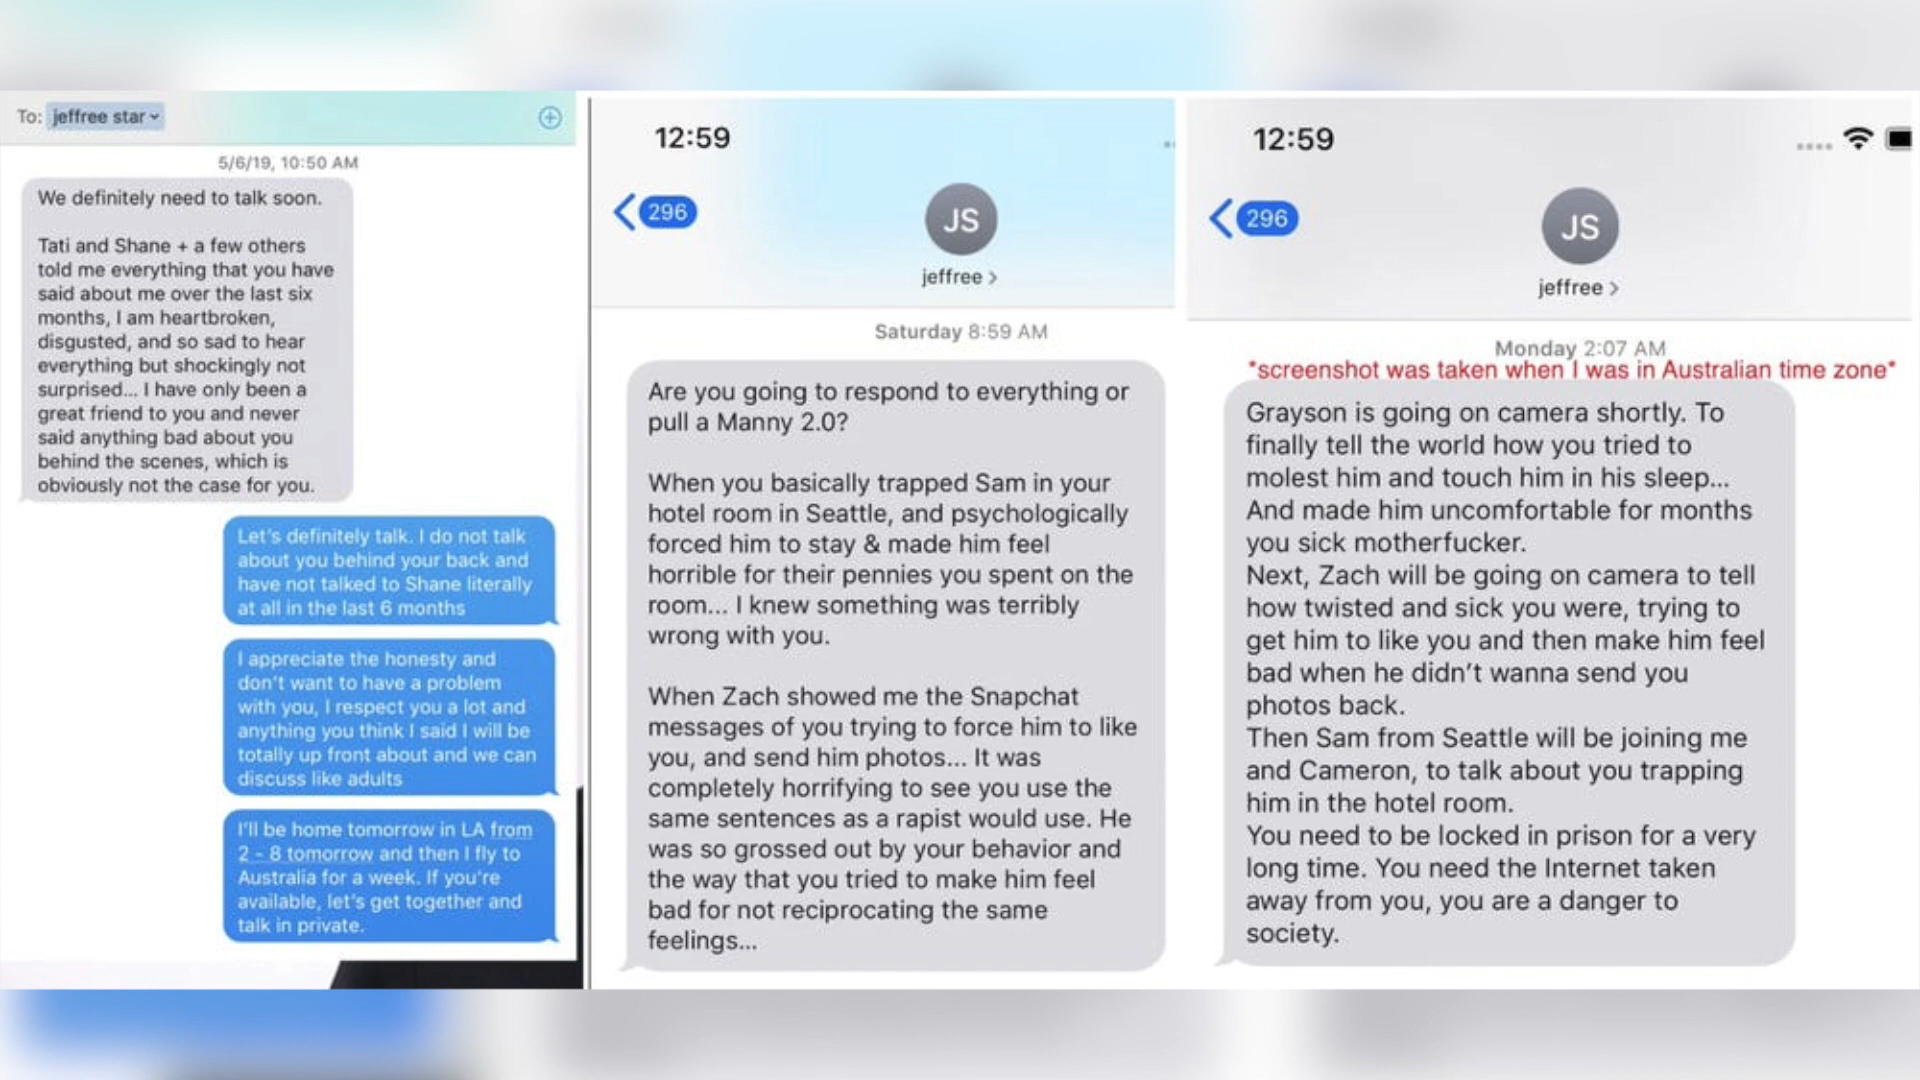 To: jeffree star
5/6/19, 10:50 AM
We definitely need to talk soon.
Tati and Shane + a few others
told me everything that you have
said about me over the last six
months, I am heartbroken,
disgusted, and so sad to hear
everything but shockingly not
surprised... I have only been a
great friend to you and never
said anything bad about you
behind the scenes, which is
obviously not the case for you.
Let's definitely talk. I do not talk
about you behind your back and
have not talked to Shane literally
at all in the last 6 months
I appreciate the honesty and
don't want to have a problem
with you, I respect you a lot and
anything you think I said I will be
totally up front about and we can
discuss like adults
I'll be home tomorrow in LA from
2 - 8 tomorrow and then I fly to
Australia for a week. If you're
available, let's get together and
talk in private.
12:59
296
JS
jeffree >
Saturday 8:59 AM
Are you going to respond to everything or
pull a Manny 2.0?
When you basically trapped Sam in your
hotel room in Seattle, and psychologically
forced him to stay & made him feel
horrible for their pennies you spent on the
room... I knew something was terribly
wrong with you.
When Zach showed me the Snapchat
messages of you trying to force him to like
you, and send him photos... It was
completely horrifying to see you use the
same sentences as a rapist would use. He
was so grossed out by your behavior and
the way that you tried to make him feel
bad for not reciprocating the same
feelings...
12:59
296
JS
jeffree >
Monday 2:07 AM
*screenshot was taken when I was in Australian time zone*
Grayson is going on camera shortly. To
finally tell the world how you tried to
molest him and touch him in his sleep...
And made him uncomfortable for months
you sick motherfucker.
Next, Zach will be going on camera to tell
how twisted and sick you were, trying to
get him to like you and then make him feel
bad when he didn't wanna send you
photos back.
Then Sam from Seattle will be joining me
and Cameron, to talk about you trapping
him in the hotel room.
You need to be locked in prison for a very
long time. You need the Internet taken
away from you, you are a danger to
society.